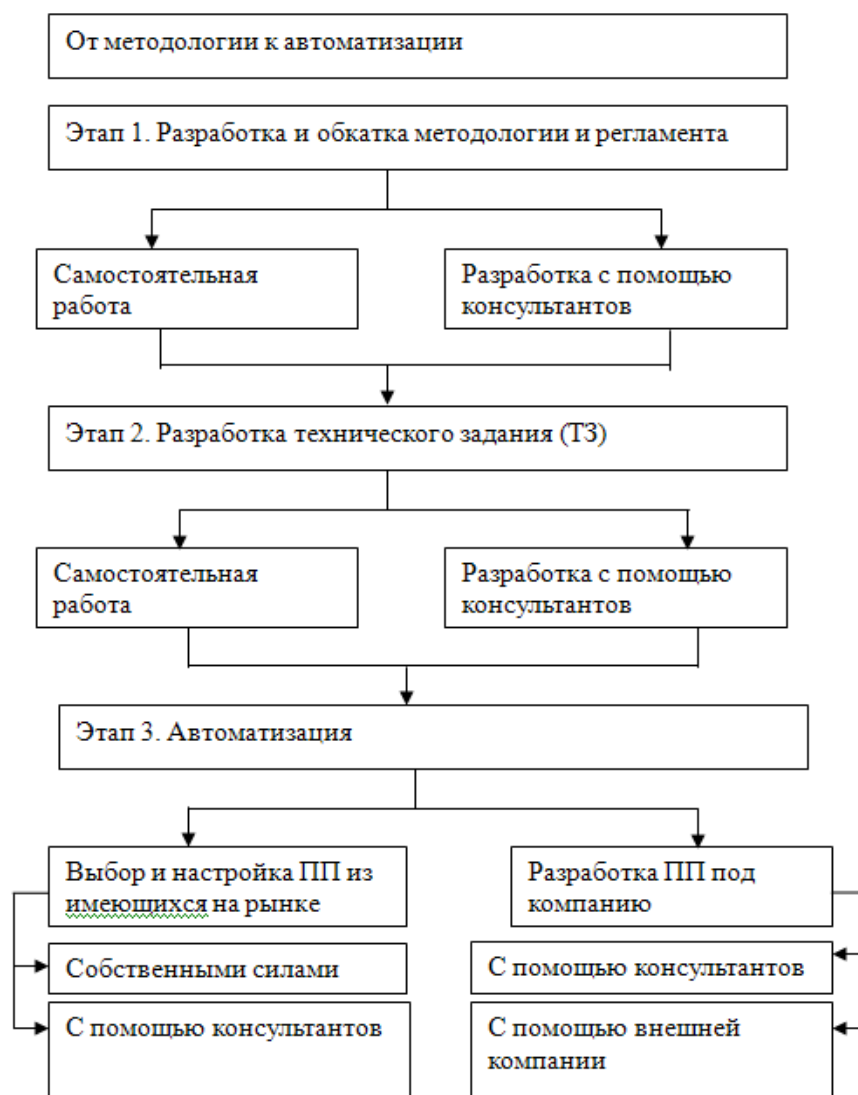 От методологии к автоматизации
Этап 1. Разработка и обкатка методологии и регламента
Самостоятельная
работа
Разработка с помощью
консультантов
Этап 2. Разработка технического задания (ТЗ)
Самостоятельная
работа
Разработка с помощью
консультантов
Этап 3. Автоматизация
Выбор и настройка ПП из
имеющихся на рынке
Разработка ПП под
компанию
Собственными силами
С помощью консультантов
С помощью консультантов
С помощью внешней
компании